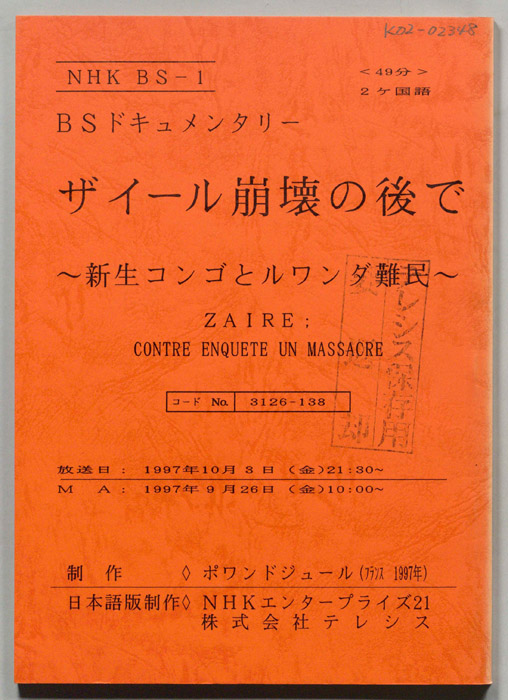 K02-02348
NHK BS-1
<49分>
2ケ国語
BSドキュメンタリー
ザイール崩壊の後で
～新生コンゴとルワンダ難民～
ZAIRE;
CONTRE ENQUETE UN MASSACRE
コード No. 3126-138
テレシス保存用
要返却
放送日: 1997年10月3日(金)21:30～
MA: 1997年9月26日(金)10:00～
制作◇ポワンドジュール(フランス 1997年)
日本語版制作◇NHKエンタープライズ21
株式会社テレシス